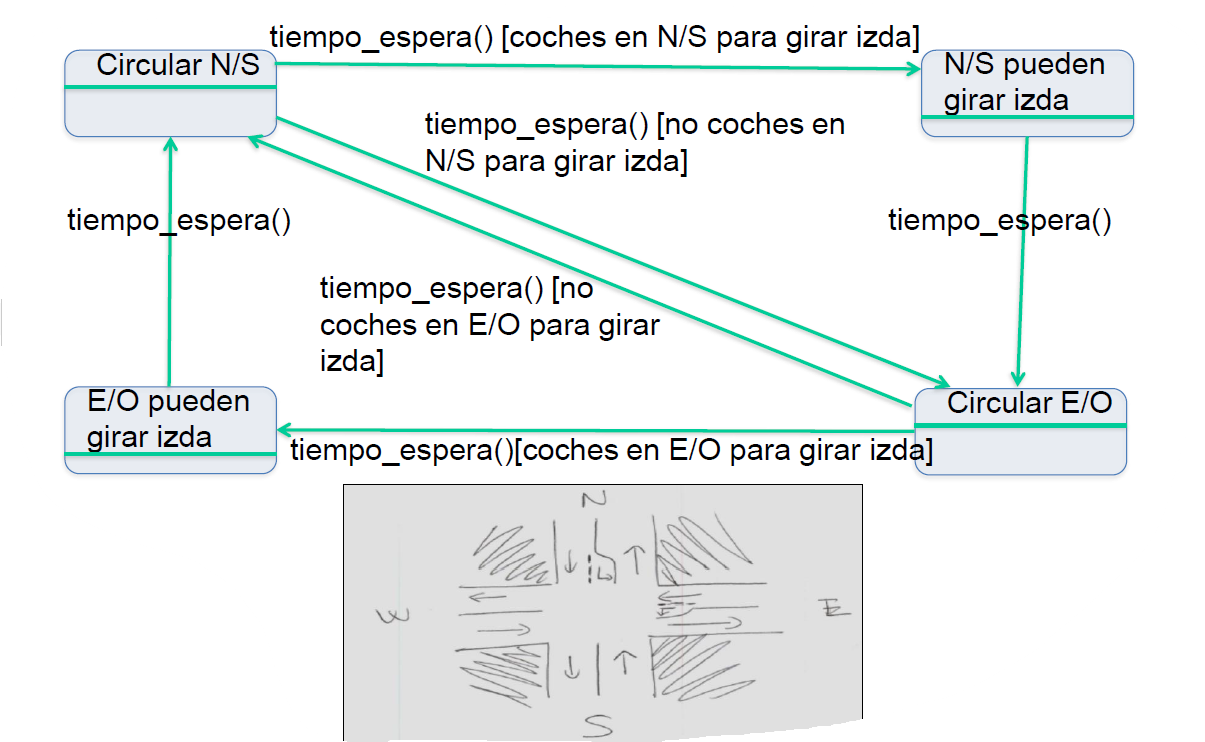 tiempo_espera() [coches en N/S para girar izda]
Circular N/S
N/S pueden
girar izda
tiempo_espera() [no coches en
N/S para girar izda]
tiempo_espera()
tiempo_espera()
tiempo_espera() [no
coches en E/O para girar
izda]
E/O pueden
girar izda
Circular E/O
tiempo_espera()[coches en E/O para girar izda]
N
W
E
S